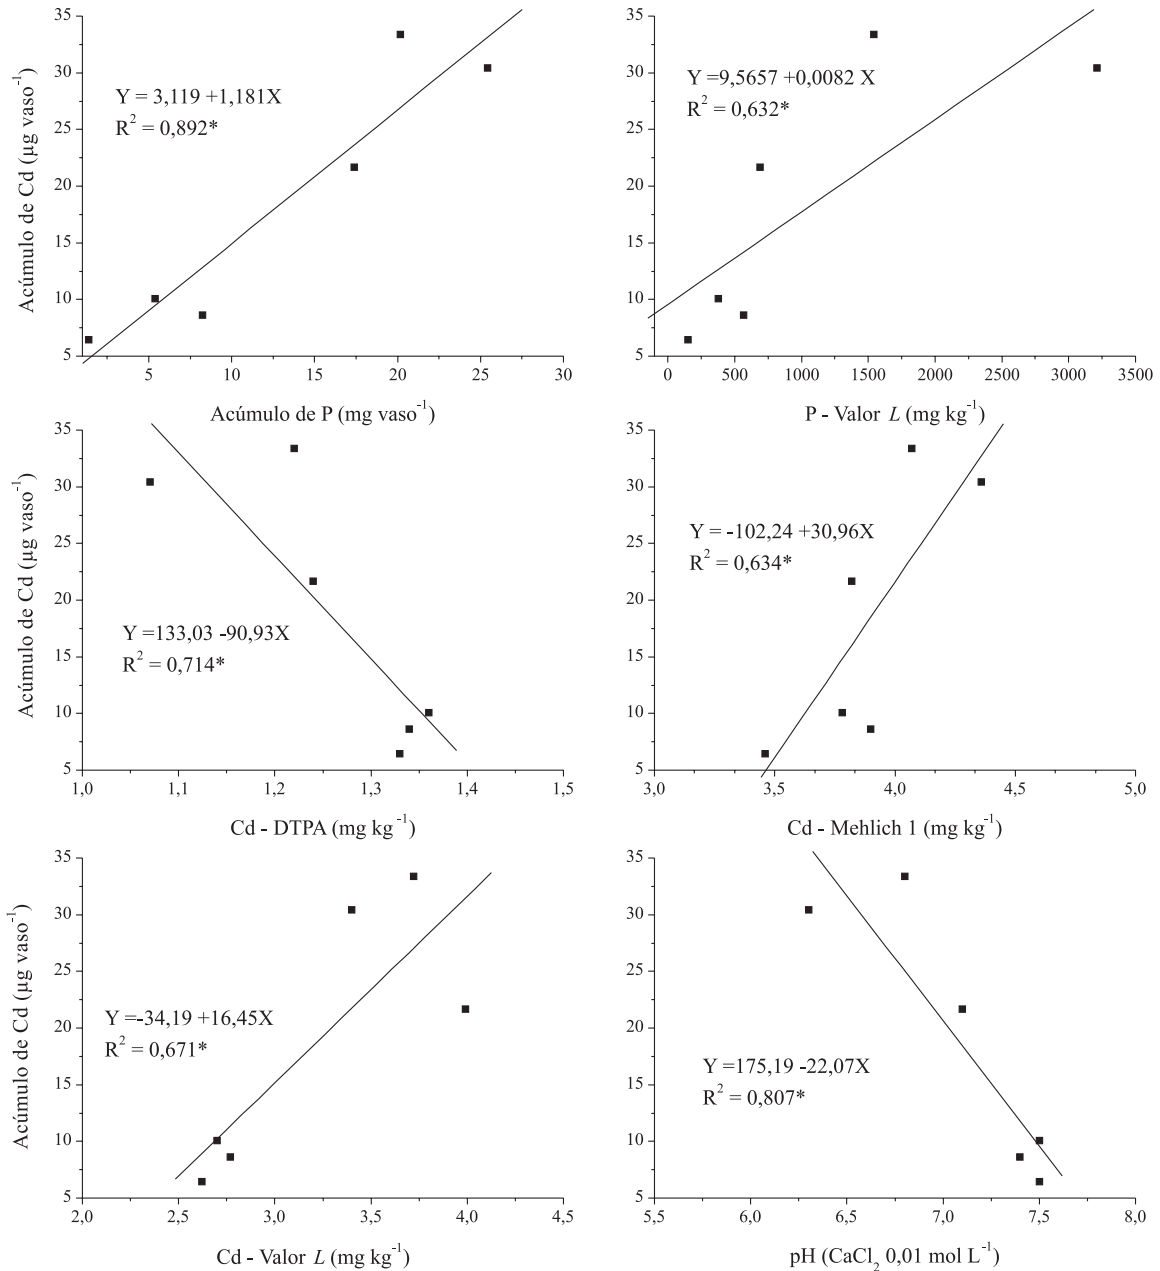 35
30
25
20
15
10
5
Acúmulo de Cd (µg vaso⁻¹)
Y = 3,119 +1,181X
R² = 0,892*
5 10 15 20 25 30
Acúmulo de P (mg vaso⁻¹)
35
30
25
20
15
10
5
Y =9,5657 +0,0082 X
R² = 0,632*
0 500 1000 1500 2000 2500 3000 3500
P - Valor L (mg kg⁻¹)
35
30
25
20
15
10
5
Acúmulo de Cd (µg vaso⁻¹)
Y =133,03 -90,93X
R² = 0,714*
1,0 1,1 1,2 1,3 1,4 1,5
Cd - DTPA (mg kg⁻¹)
35
30
25
20
15
10
5
Y = -102,24 +30,96X
R² = 0,634*
3,0 3,5 4,0 4,5 5,0
Cd - Mehlich 1 (mg kg⁻¹)
35
30
25
20
15
10
5
Acúmulo de Cd (µg vaso⁻¹)
Y =-34,19 +16,45X
R² = 0,671*
2,0 2,5 3,0 3,5 4,0 4,5
Cd - Valor L (mg kg⁻¹)
35
30
25
20
15
10
5
Y =175,19 -22,07X
R² = 0,807*
5,5 6,0 6,5 7,0 7,5 8,0
pH (CaCl₂ 0,01 mol L⁻¹)